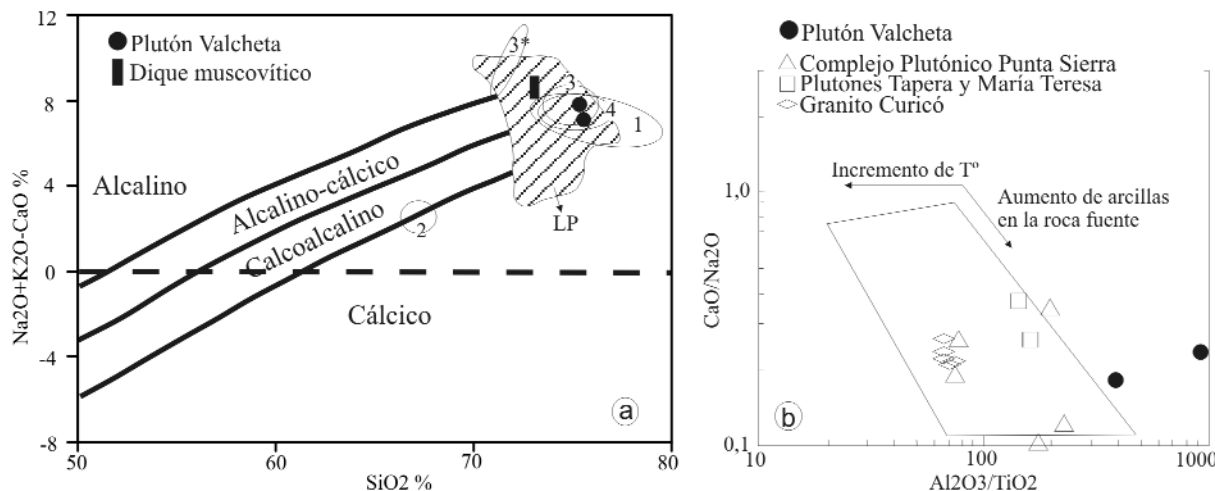 12
8
4
0
-4
-8
Na2O+K2O-CaO %
50
60
70
80
SiO2 %
Plutón Valcheta
Dique muscovítico
3*
3
4
1
Alcalino
Alcalino-cálcico
Calcoalcalino
2
LP
Cálcico
a
Plutón Valcheta
Complejo Plutónico Punta Sierra
Plutones Tapera y María Teresa
Granito Curicó
Incremento de Tº
Aumento de arcillas
en la roca fuente
1,0
0,1
CaO/Na2O
b
10
100
1000
Al2O3/TiO2